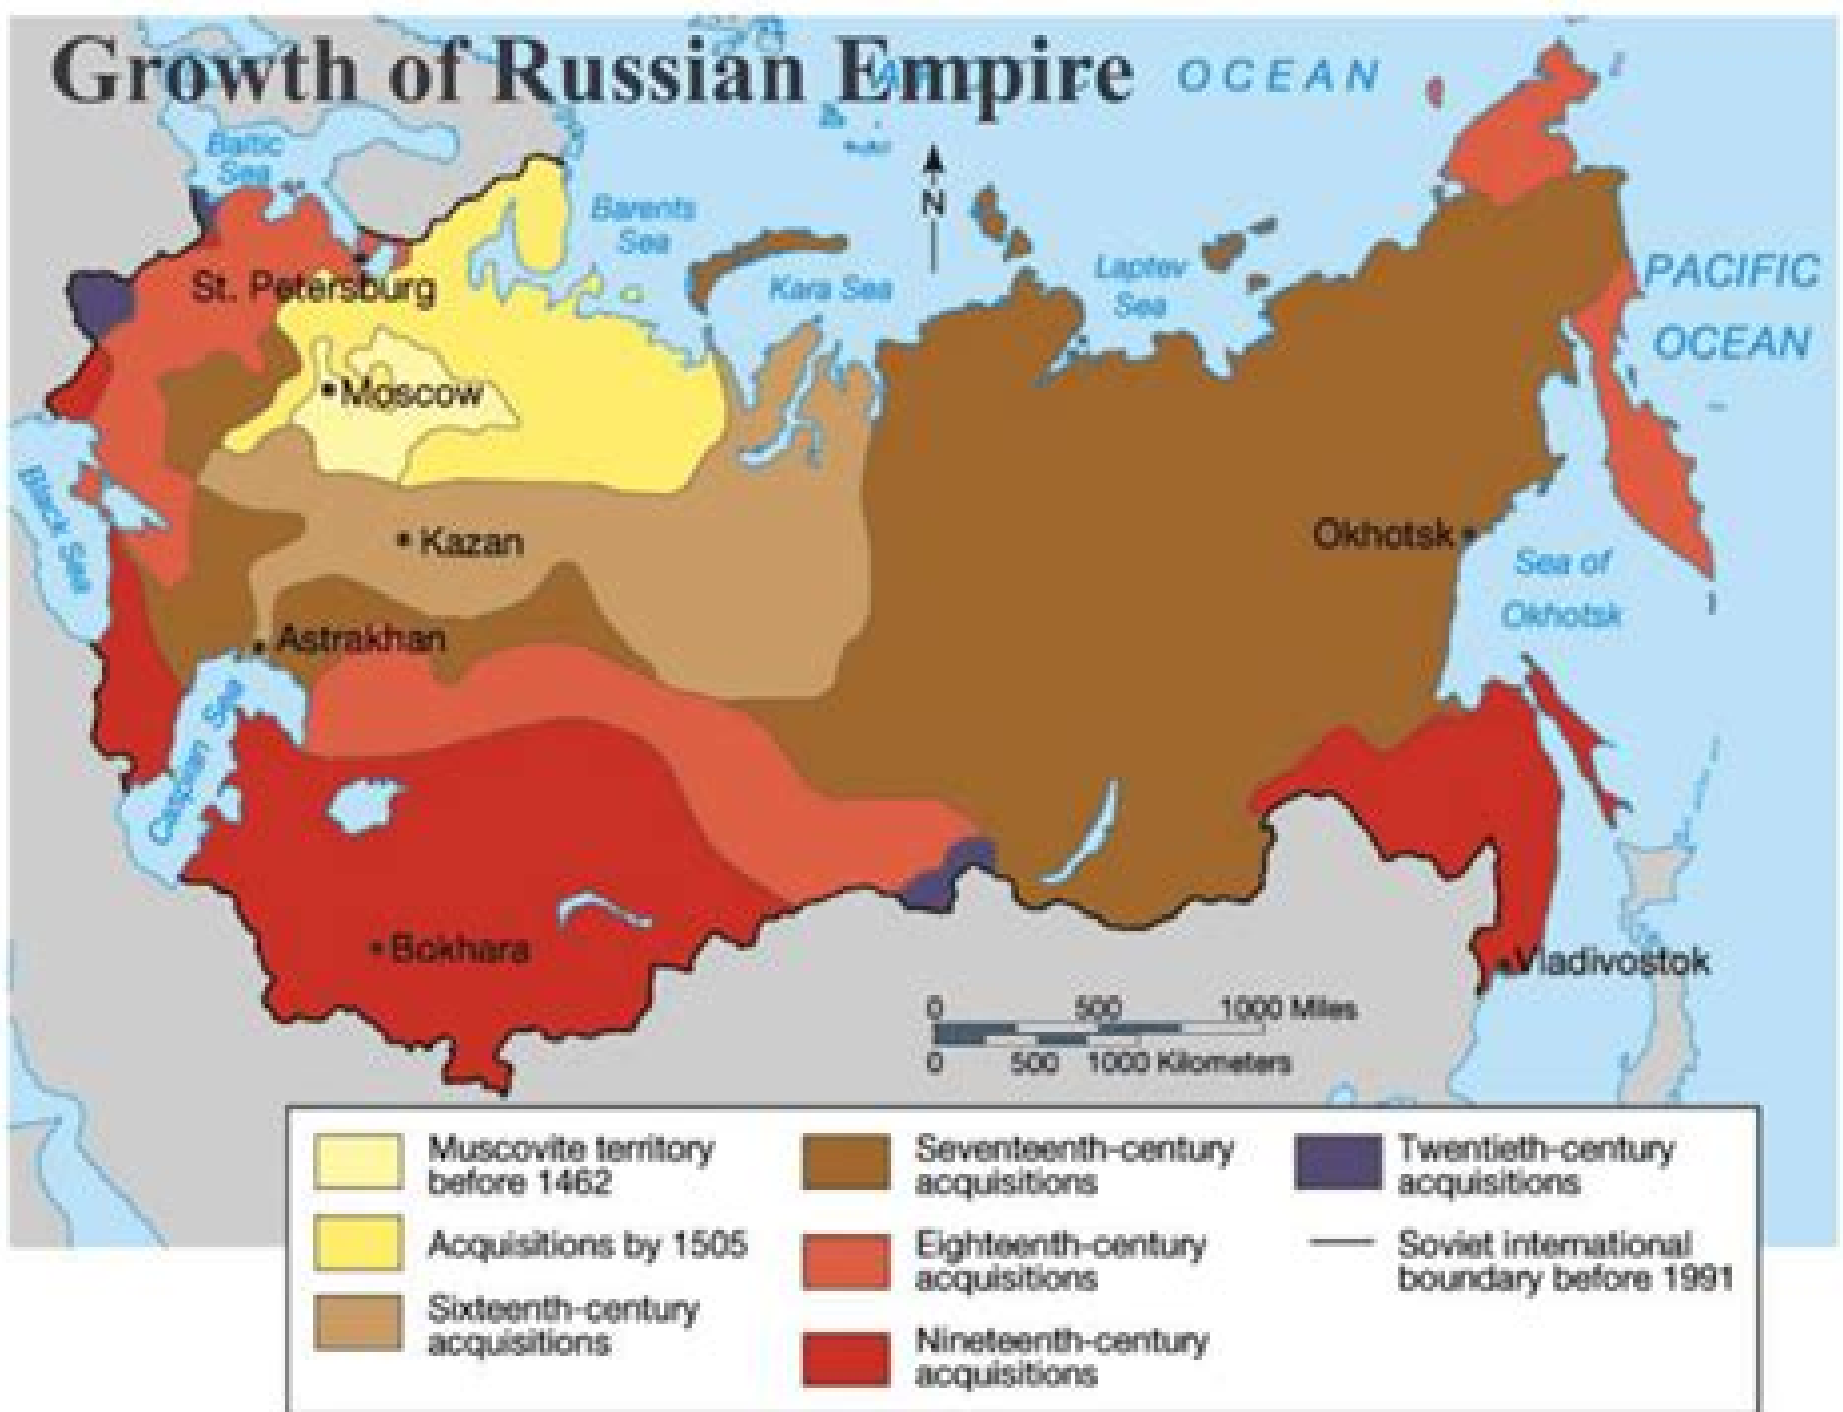 Growth of Russian Empire
OCEAN
Baltic
Sea
Barents
Sea
N
Kara Sea
Laptev
Sea
PACIFIC
OCEAN
St. Petersburg
Moscow
Black Sea
Kazan
Okhotsk
Sea of
Okhotsk
Astrakhan
Caspian Sea
Bokhara
Vladivostok
0 500 1000 Miles
0 500 1000 Kilometers
Muscovite territory
before 1462
Acquisitions by 1505
Sixteenth-century
acquisitions
Seventeenth-century
acquisitions
Eighteenth-century
acquisitions
Nineteenth-century
acquisitions
Twentieth-century
acquisitions
Soviet international
boundary before 1991